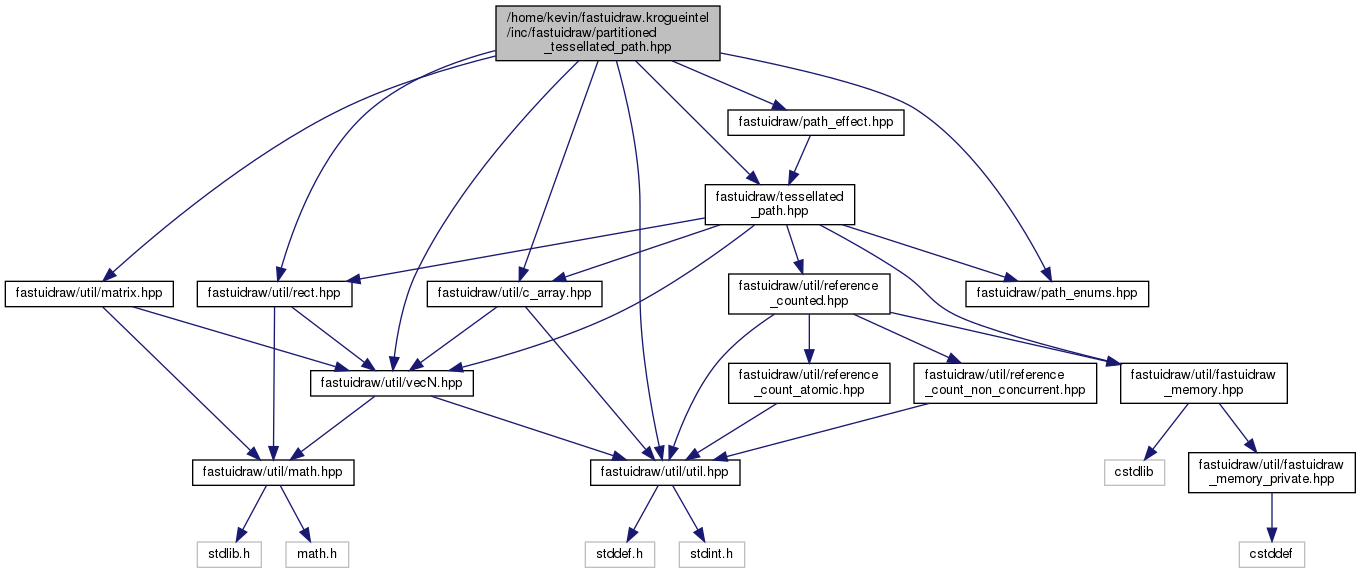 /home/kevin/fastuidraw.krogueintel
/inc/fastuidraw/partitioned
_tessellated_path.hpp
fastuidraw/path_effect.hpp
fastuidraw/tessellated
_path.hpp
fastuidraw/util/matrix.hpp
fastuidraw/util/rect.hpp
fastuidraw/util/c_array.hpp
fastuidraw/util/reference
_counted.hpp
fastuidraw/path_enums.hpp
fastuidraw/util/vecN.hpp
fastuidraw/util/reference
_count_atomic.hpp
fastuidraw/util/reference
_count_non_concurrent.hpp
fastuidraw/util/fastuidraw
_memory.hpp
fastuidraw/util/math.hpp
fastuidraw/util/util.hpp
cstdlib
fastuidraw/util/fastuidraw
_memory_private.hpp
stdlib.h
math.h
stddef.h
stdint.h
cstddef